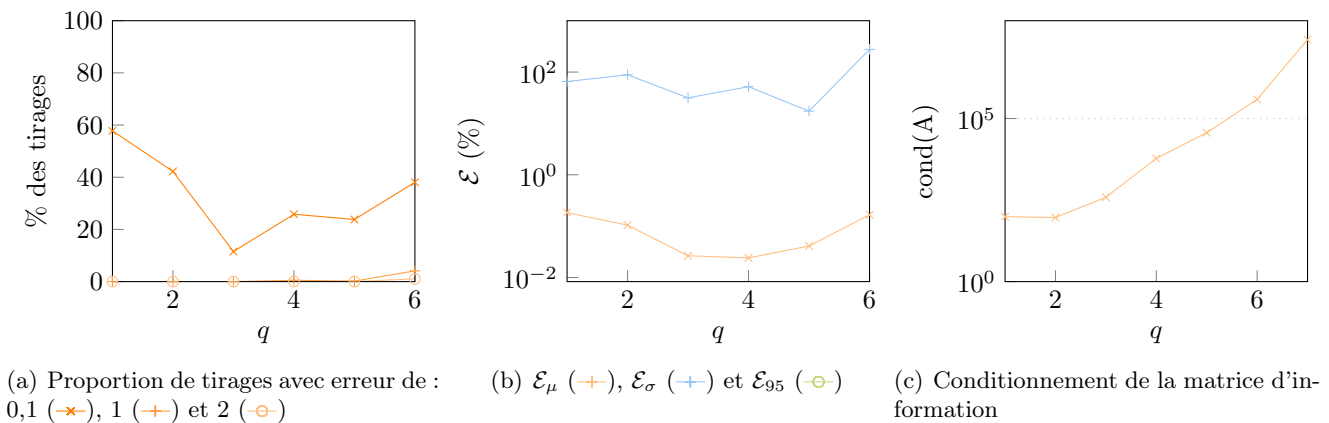 100
80
60
40
20
0
2
4
6
q
% des tirages
10^2
10^0
10^−2
2
4
6
q
ℰ (%)
10^5
10^0
2
4
6
q
cond(A)
(a) Proportion de tirages avec erreur de :
0,1 ( ), 1 ( ) et 2 ( )
(b) ℰ_μ ( ), ℰ_σ ( ) et ℰ_95 ( )
(c) Conditionnement de la matrice d'in-
formation